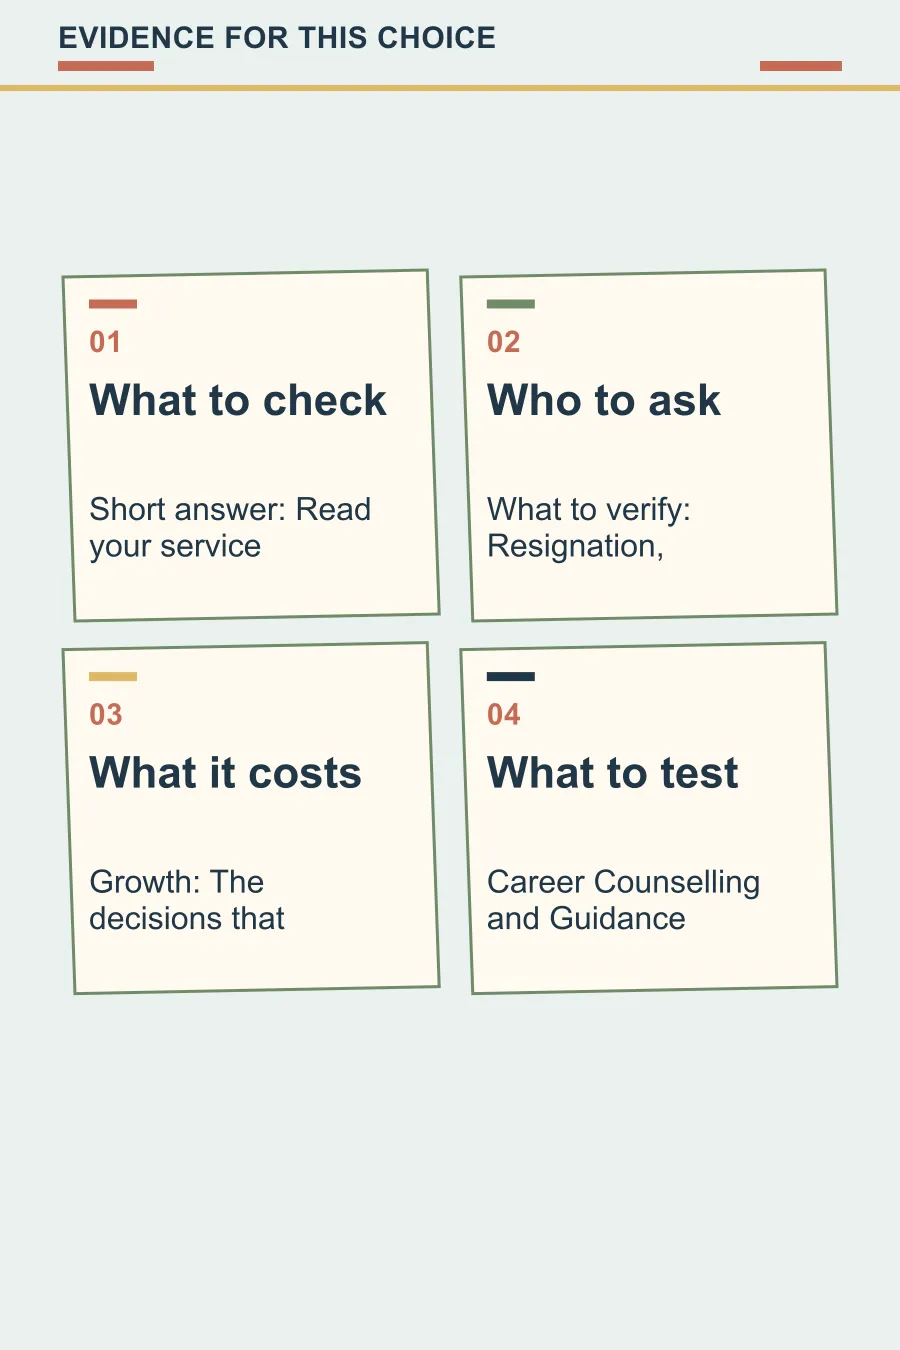 EVIDENCE FOR THIS CHOICE
01
What to check
Short answer: Read
your service
02
Who to ask
What to verify:
Resignation,
03
What it costs
Growth: The
decisions that
04
What to test
Career Counselling
and Guidance